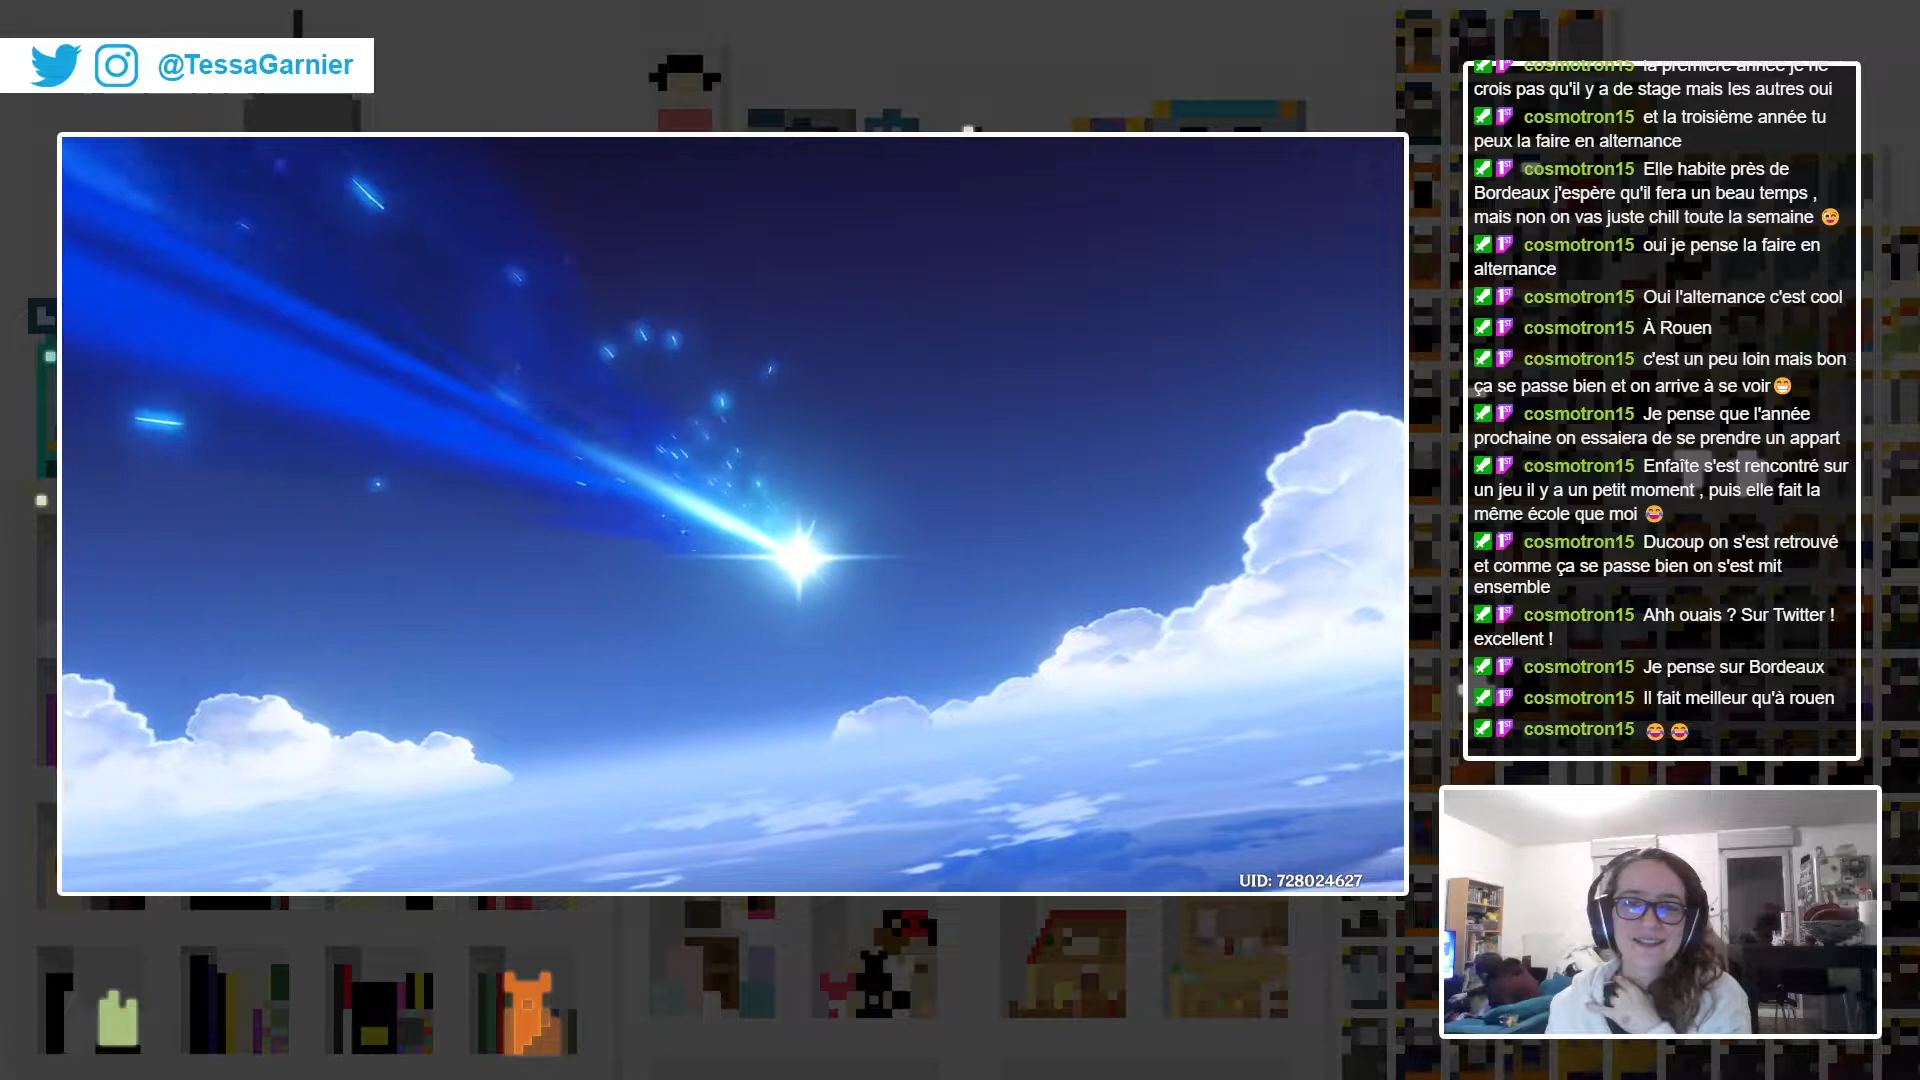 @TessaGarnier
cosmotron15 la première année je ne
crois pas qu'il y a de stage mais les autres oui
cosmotron15 et la troisième année tu
peux la faire en alternance
cosmotron15 Elle habite près de
Bordeaux j'espère qu'il fera un beau temps ,
mais non on vas juste chill toute la semaine 😄
cosmotron15 oui je pense la faire en
alternance
cosmotron15 Oui l'alternance c'est cool
cosmotron15 À Rouen
cosmotron15 c'est un peu loin mais bon
ça se passe bien et on arrive à se voir😁
cosmotron15 Je pense que l'année
prochaine on essaiera de se prendre un appart
cosmotron15 Enfaîte s'est rencontré sur
un jeu il y a un petit moment , puis elle fait la
même école que moi 😂
cosmotron15 Ducoup on s'est retrouvé
et comme ça se passe bien on s'est mit
ensemble
cosmotron15 Ahh ouais ? Sur Twitter !
excellent !
cosmotron15 Je pense sur Bordeaux
cosmotron15 Il fait meilleur qu'à rouen
cosmotron15 😂 😂
UID: 728024627